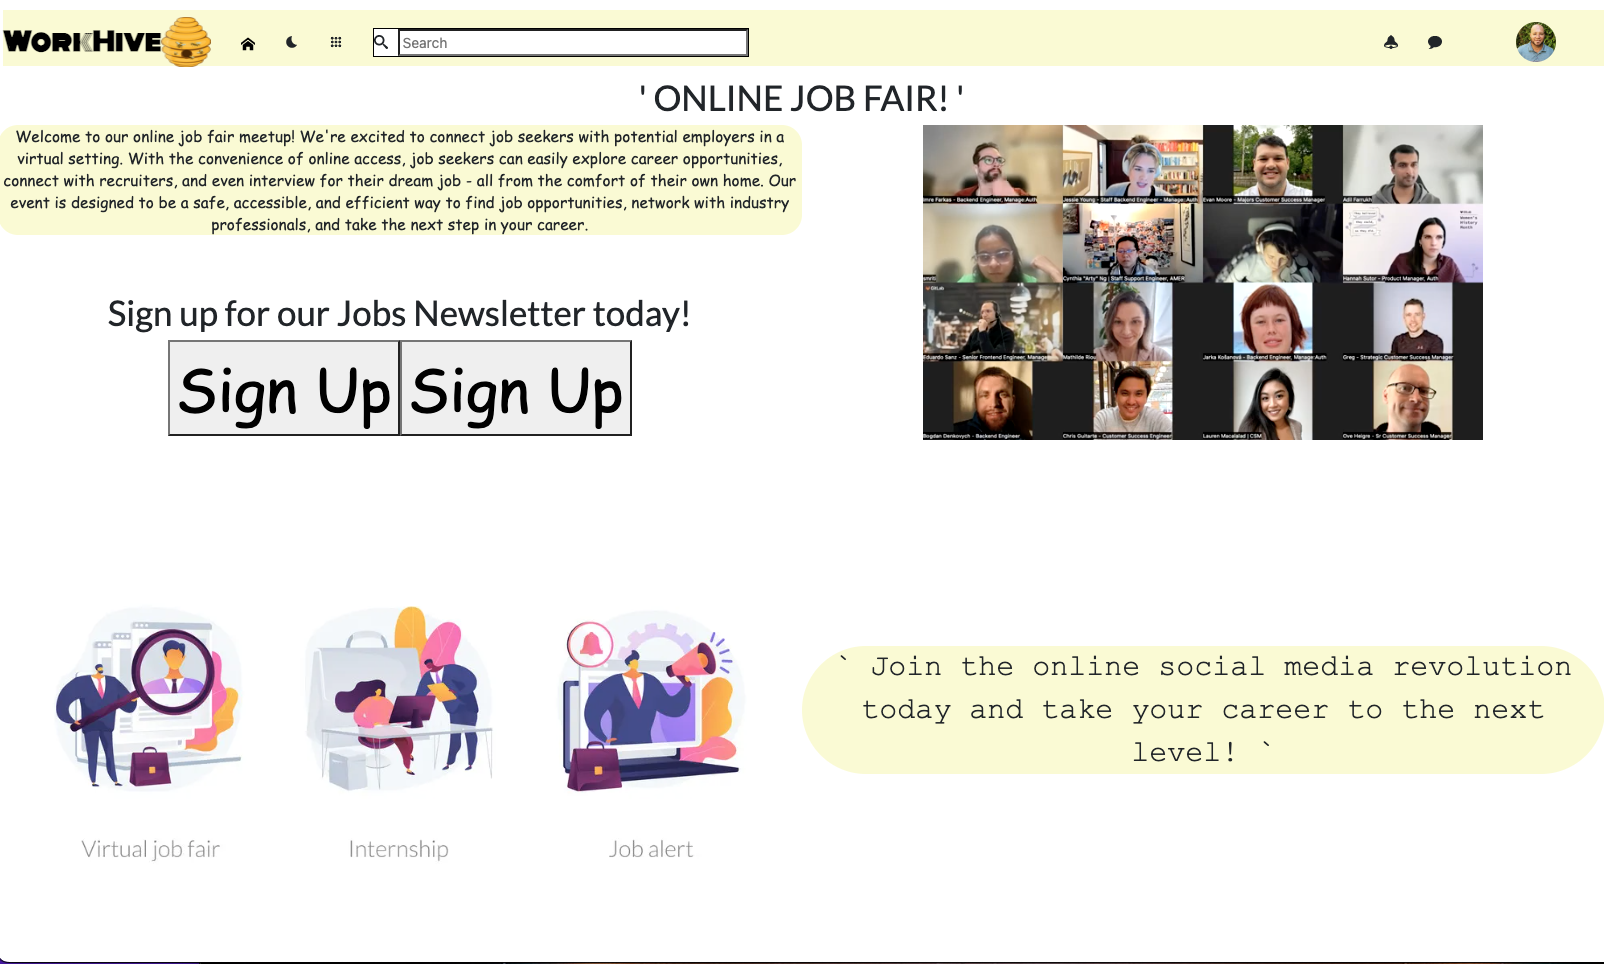 WORKHIVE
Search
' ONLINE JOB FAIR! '
Welcome to our online job fair meetup! We're excited to connect job seekers with potential employers in a
virtual setting. With the convenience of online access, job seekers can easily explore career opportunities,
connect with recruiters, and even interview for their dream job - all from the comfort of their own home. Our
event is designed to be a safe, accessible, and efficient way to find job opportunities, network with industry
professionals, and take the next step in your career.
Imre Farkas - Backend Engineer, Manage:Auth
Jessie Young - Staff Backend Engineer - Manage:Auth
Evan Moore - Majors Customer Success Manager
Adil Farrukh
Women's
History
Month
smriti
Cynthia "Arty" Ng | Staff Support Engineer, AMER
Hannah Sutor - Product Manager, Auth
GitLab
Eduardo Sanz - Senior Frontend Engineer, Manage
Mathilde Riou
Jarka Košanová - Backend Engineer, Manage:Auth
Greg - Strategic Customer Success Manager
Bogdan Denkovych - Backend Engineer
Chris Guitarte - Customer Success Engineer
Lauren Macalalad | CSM
Ove Heigre - Sr Customer Success Manager
Sign up for our Jobs Newsletter today!
Sign Up Sign Up
Virtual job fair
Internship
Job alert
` Join the online social media revolution
today and take your career to the next
level! `